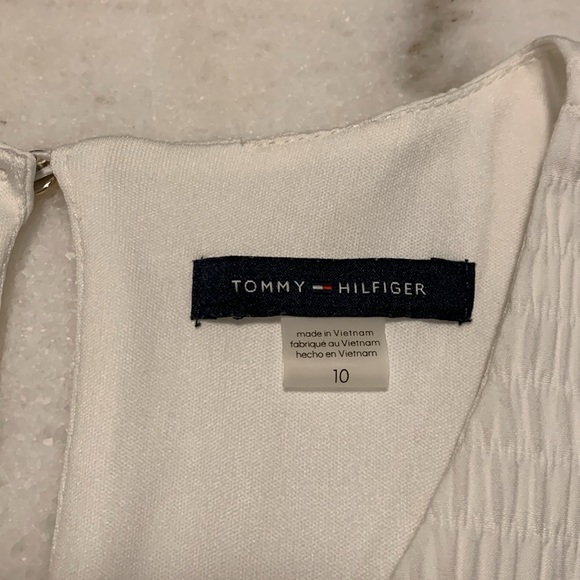 TOMMY HILFIGER
made in Vietnam
fabriqué au Vietnam
hecho en Vietnam
10